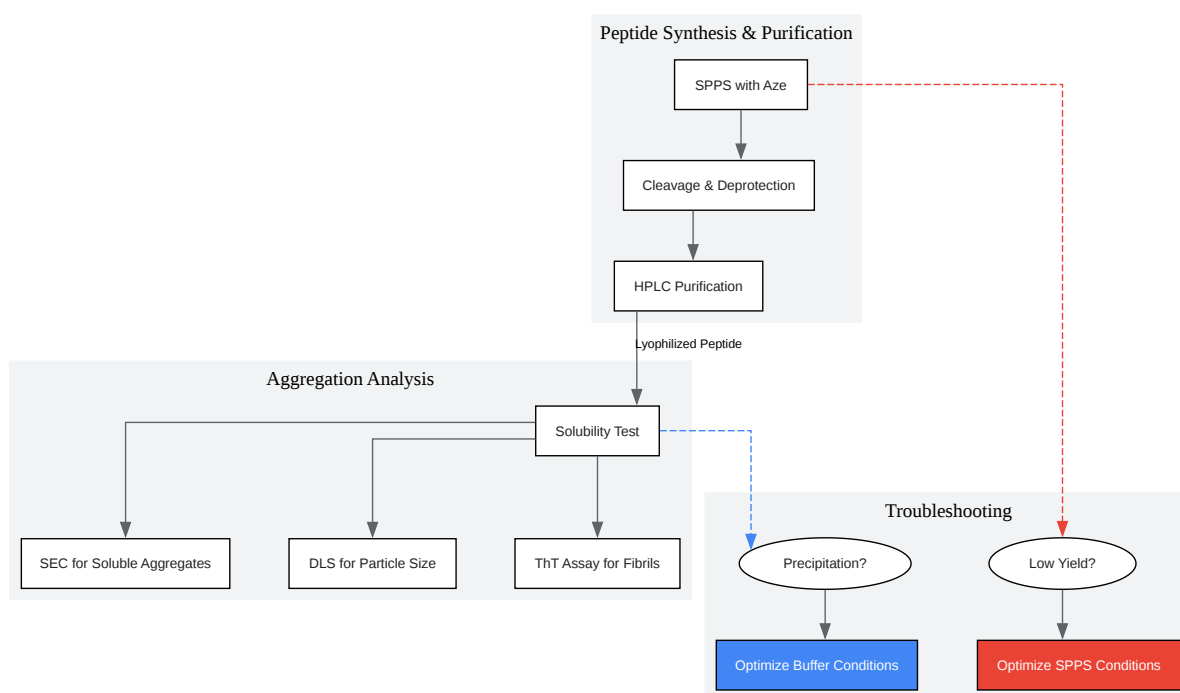 Peptide Synthesis & Purification
SPPS with Aze
Cleavage & Deprotection
HPLC Purification
Lyophilized Peptide
Aggregation Analysis
Solubility Test
SEC for Soluble Aggregates
DLS for Particle Size
ThT Assay for Fibrils
Troubleshooting
Precipitation?
Low Yield?
Optimize Buffer Conditions
Optimize SPPS Conditions